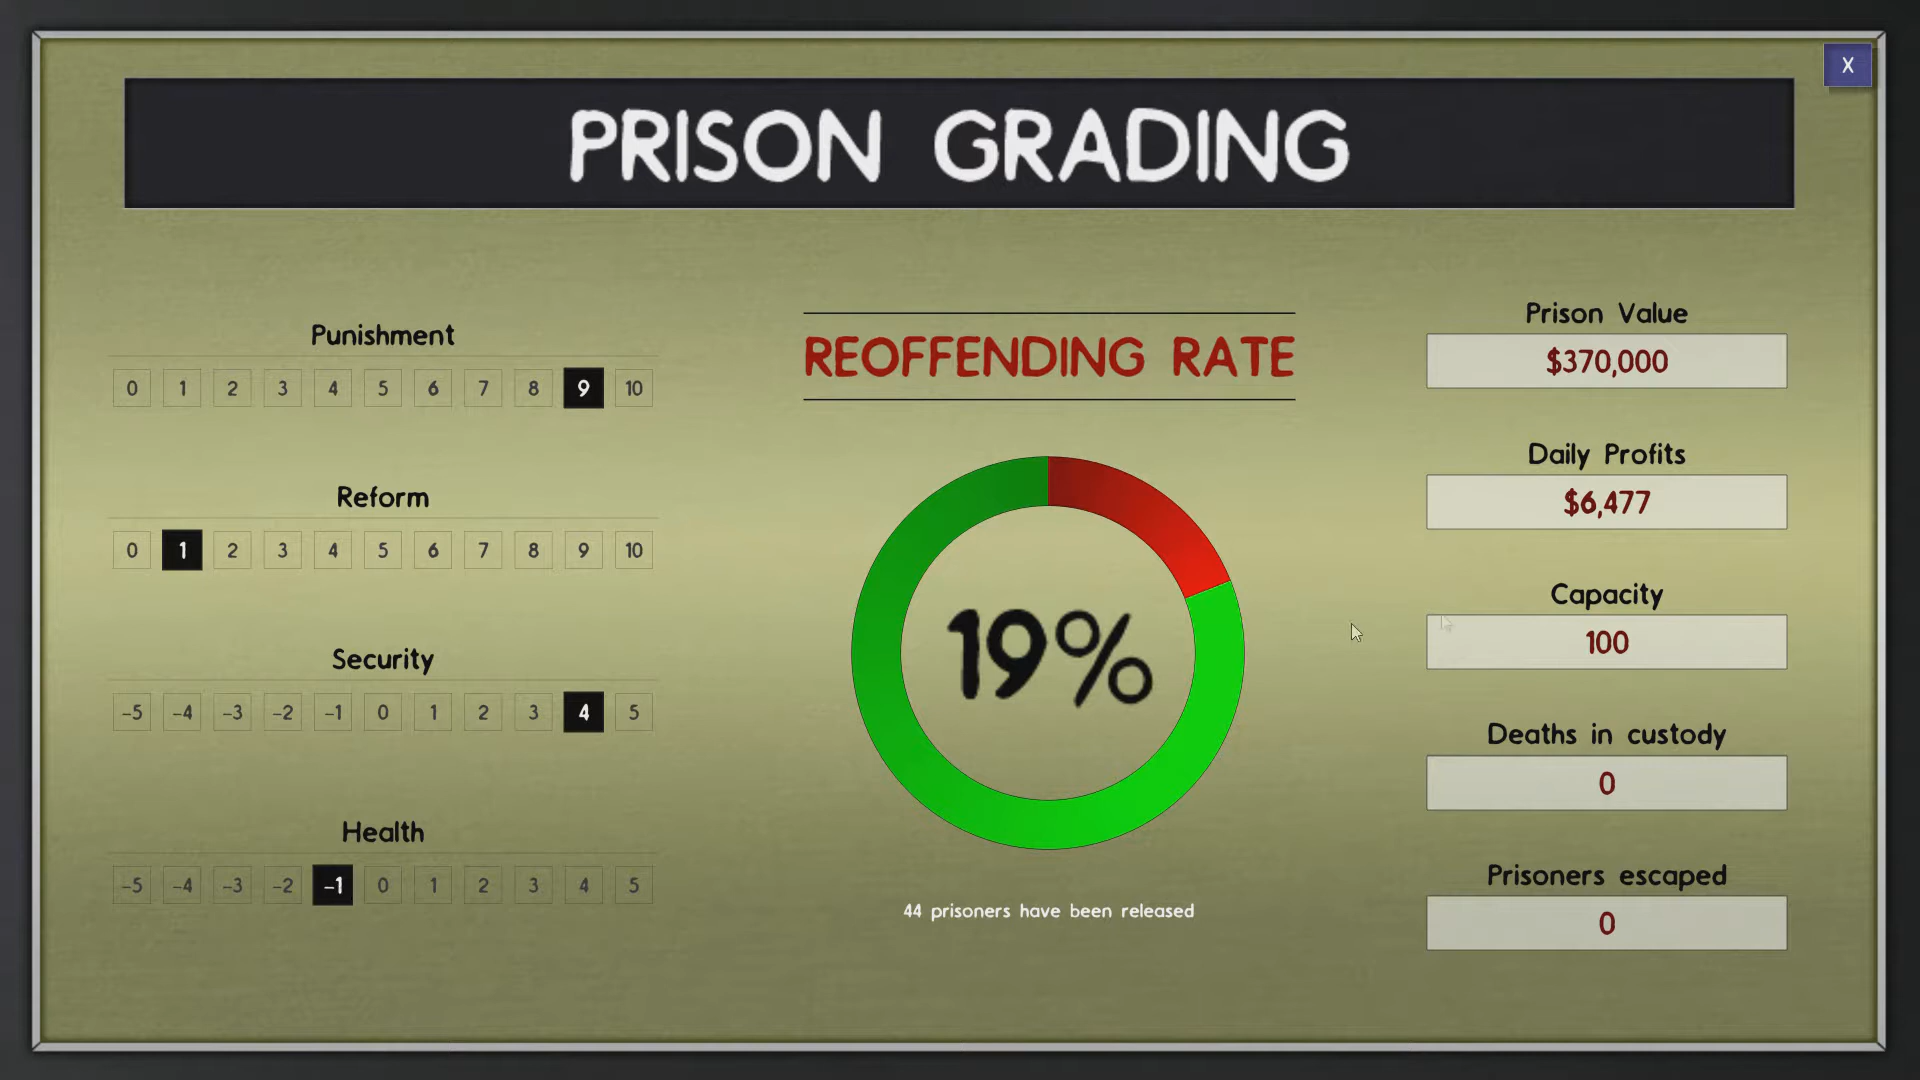 X
PRISON GRADING
Punishment
0 1 2 3 4 5 6 7 8 9 10
Reform
0 1 2 3 4 5 6 7 8 9 10
Security
-5 -4 -3 -2 -1 0 1 2 3 4 5
Health
-5 -4 -3 -2 -1 0 1 2 3 4 5
REOFFENDING RATE
19%
44 prisoners have been released
Prison Value
$370,000
Daily Profits
$6,477
Capacity
100
Deaths in custody
0
Prisoners escaped
0